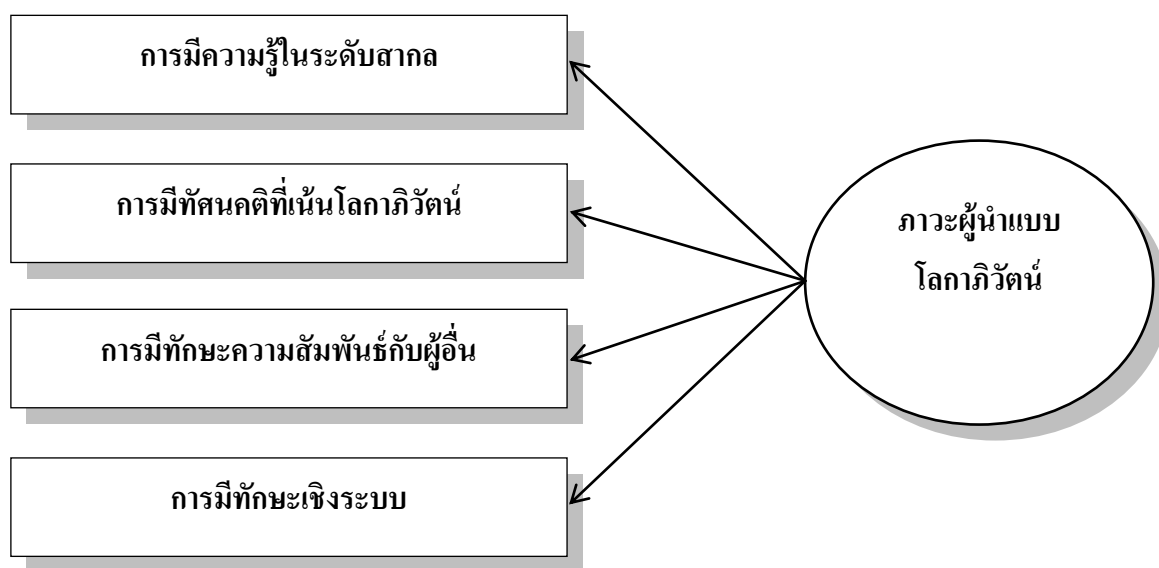 การมีความรู้ในระดับสากล
การมีทัศนคติที่เน้นโลกาภิวัตน์
การมีทักษะความสัมพันธ์กับผู้อื่น
การมีทักษะเชิงระบบ
ภาวะผู้นำแบบ
โลกาภิวัตน์